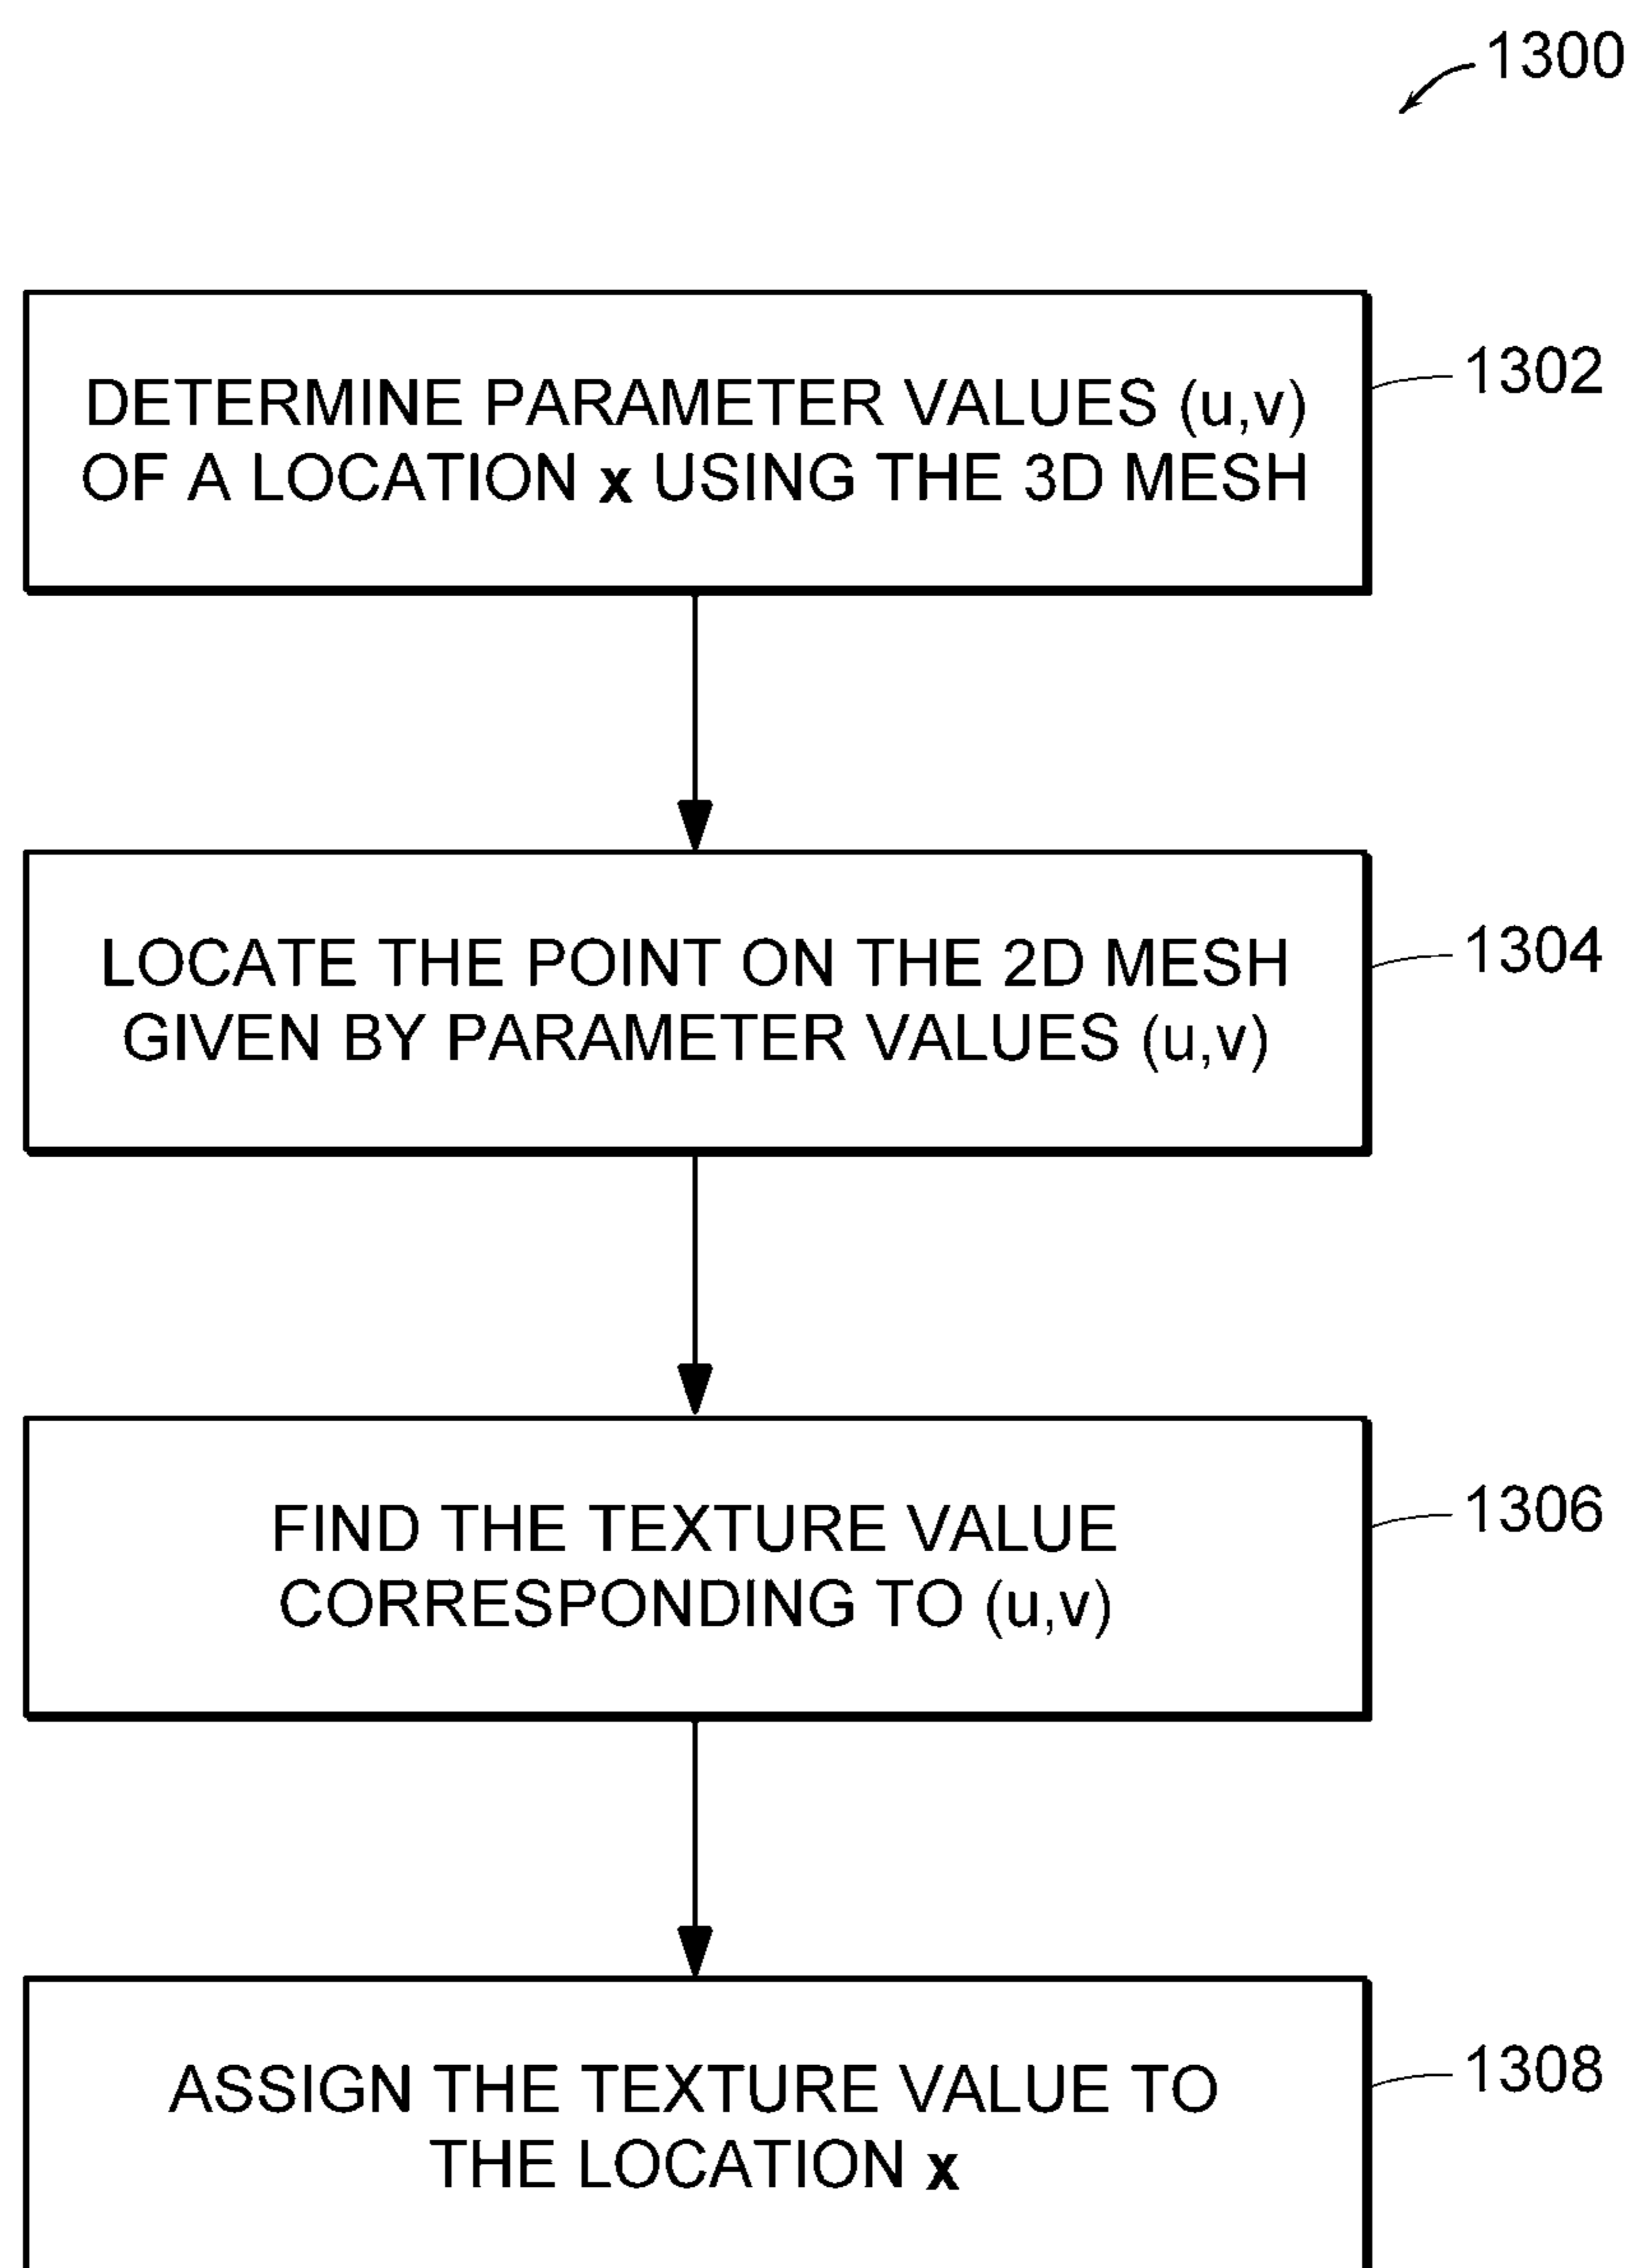 1300
DETERMINE PARAMETER VALUES (u,v)
OF A LOCATION x USING THE 3D MESH
1302
LOCATE THE POINT ON THE 2D MESH
GIVEN BY PARAMETER VALUES (u,v)
1304
FIND THE TEXTURE VALUE
CORRESPONDING TO (u,v)
1306
ASSIGN THE TEXTURE VALUE TO
THE LOCATION x
1308